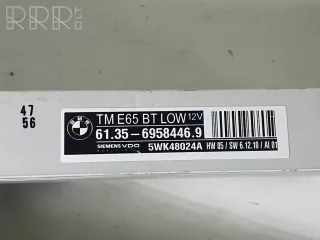 RRR.lt
47
56
BMW
TM E65 BT LOW 12V
61.35-6958446.9
SIEMENS VDO 5WK48024A HW 05 / SW 6.12.10 / AI 01